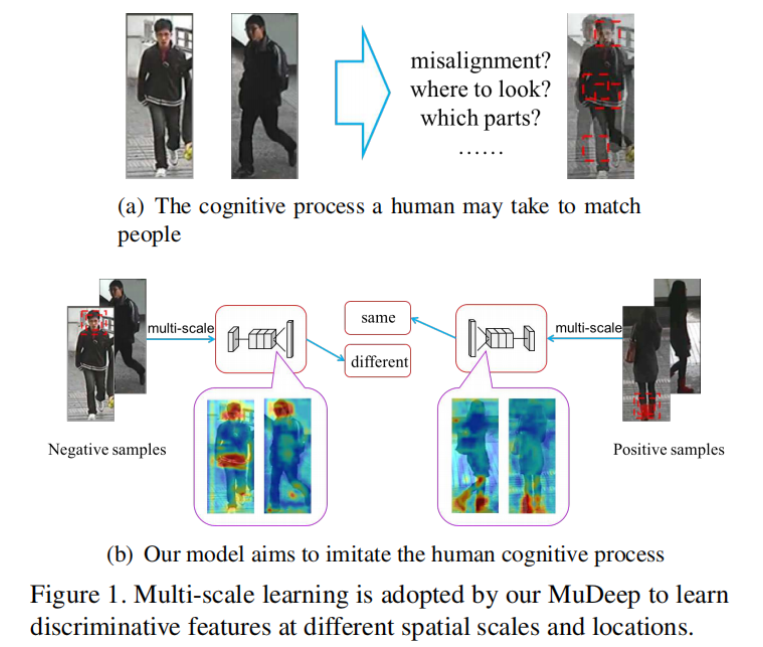 misalignment?
where to look?
which parts?
……
(a) The cognitive process a human may take to match
people
multi-scale
same
different
multi-scale
Negative samples
Positive samples
(b) Our model aims to imitate the human cognitive process
Figure 1. Multi-scale learning is adopted by our MuDeep to learn
discriminative features at different spatial scales and locations.